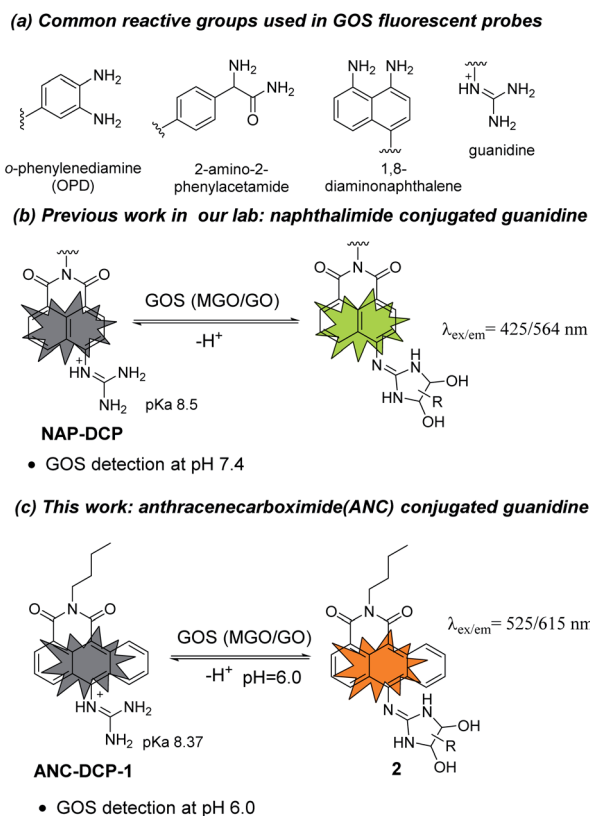 (a) Common reactive groups used in GOS fluorescent probes
NH₂
NH₂
NH₂
NH₂
O
NH₂ NH₂
+
HN
NH₂
NH₂
o-phenylenediamine
(OPD)
2-amino-2-
phenylacetamide
1,8-
diaminonaphthalene
guanidine
(b) Previous work in our lab: naphthalimide conjugated guanidine
O N O
+
HN
NH₂
NH₂
pKa 8.5
NAP-DCP
GOS (MGO/GO)
-H⁺
O N O
N
H
N
HN
OH
R
OH
λex/em= 425/564 nm
• GOS detection at pH 7.4
(c) This work: anthracenecarboximide(ANC) conjugated guanidine
O N O
+
HN
NH₂
NH₂
pKa 8.37
ANC-DCP-1
GOS (MGO/GO)
-H⁺ pH=6.0
O N O
N
H
N
HN
OH
R
OH
2
λex/em= 525/615 nm
• GOS detection at pH 6.0